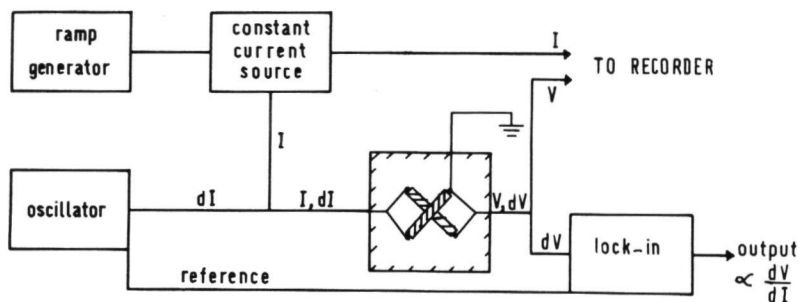 ramp
generator
constant
current
source
I
TO RECORDER
V
I
oscillator
dI
I,dI
V,dV
dV
lock-in
output
∝ dV/dI
reference